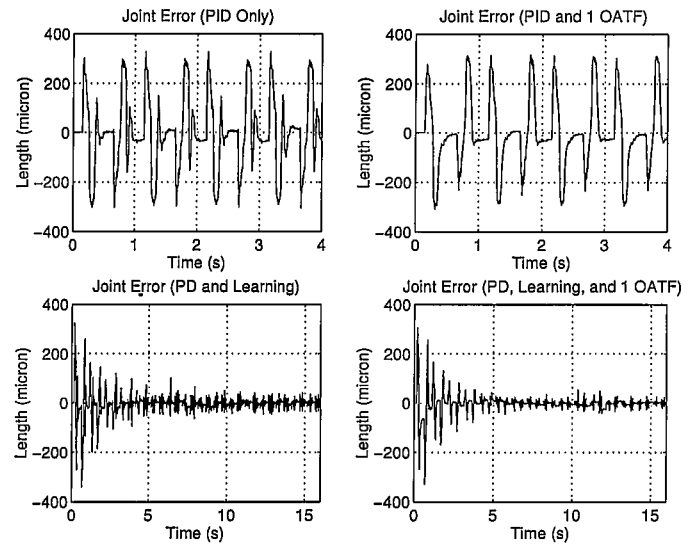 Joint Error (PID Only)
400
200
0
−200
−400
Length (micron)
0 1 2 3 4
Time (s)
Joint Error (PID and 1 OATF)
400
200
0
−200
−400
Length (micron)
0 1 2 3 4
Time (s)
Joint Error (PD and Learning)
400
200
0
−200
−400
Length (micron)
0 5 10 15
Time (s)
Joint Error (PD, Learning, and 1 OATF)
400
200
0
−200
−400
Length (micron)
0 5 10 15
Time (s)